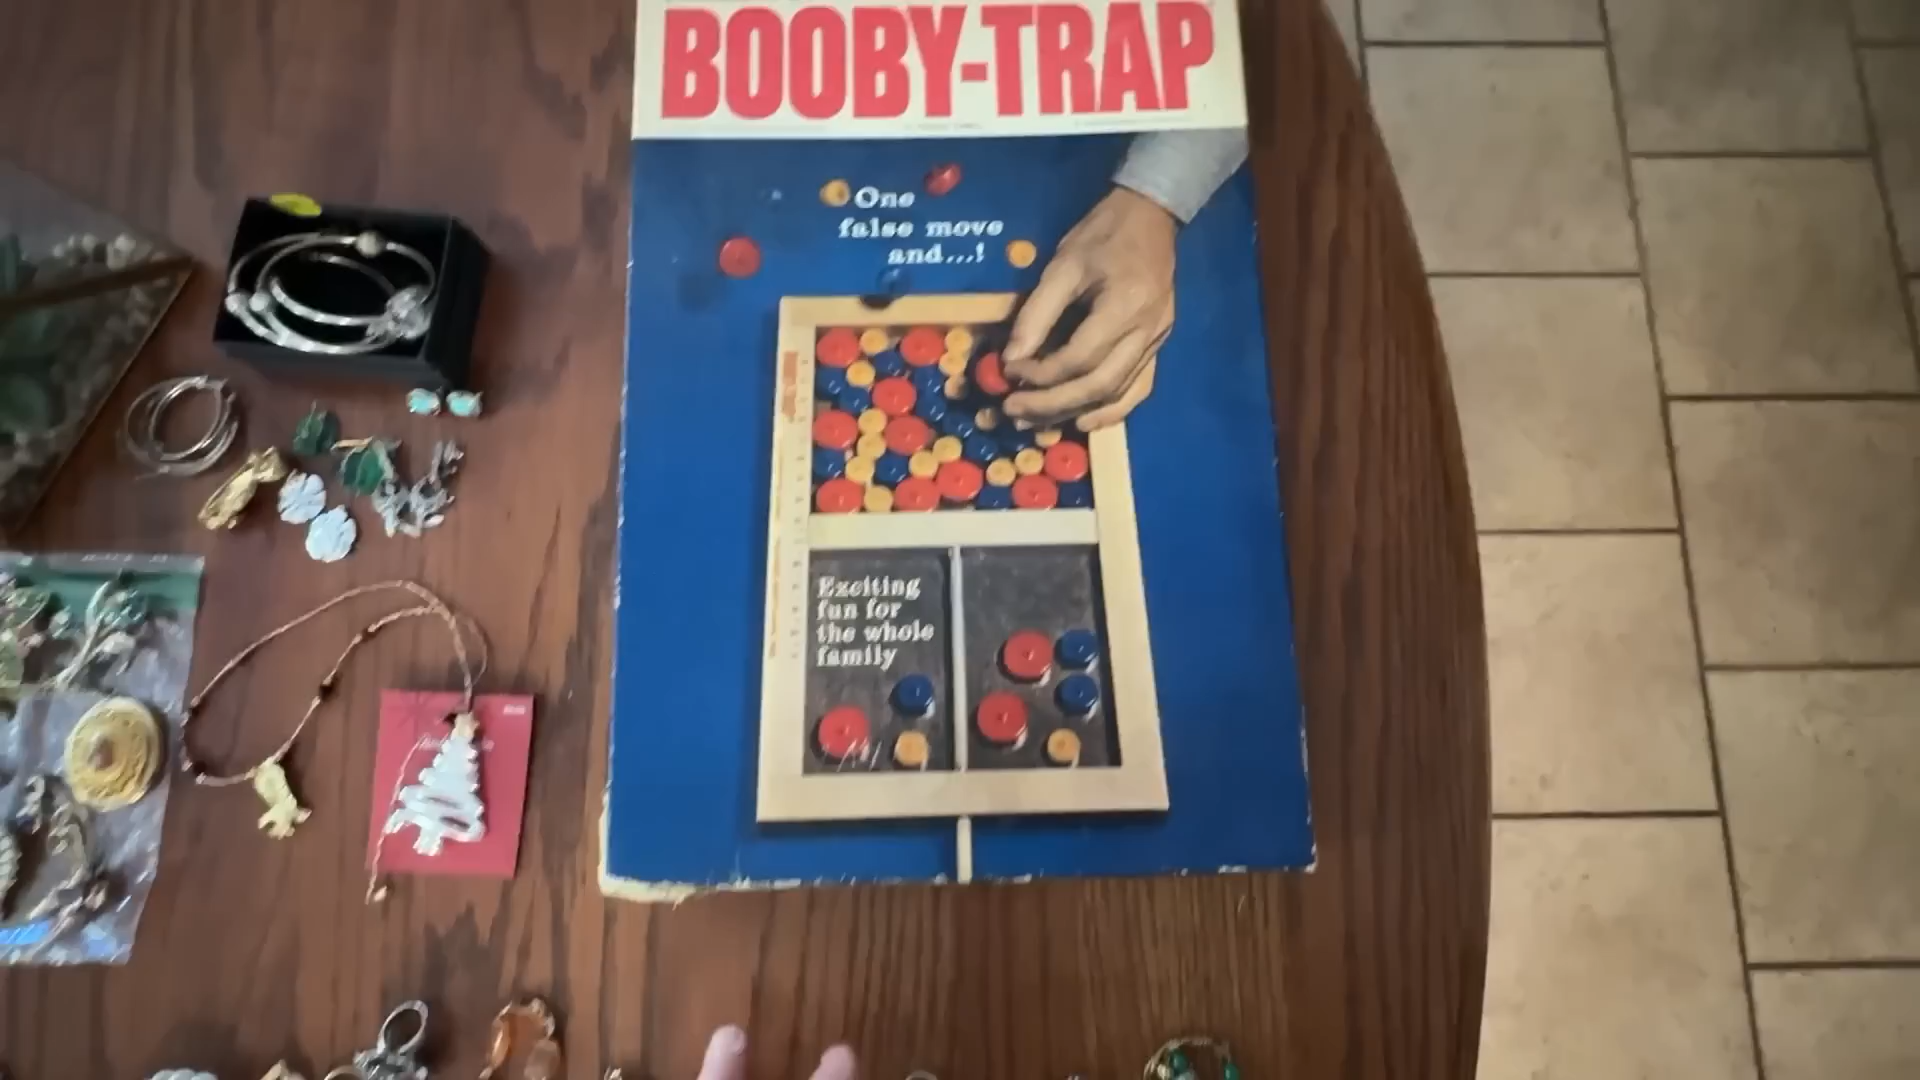 BOOBY-TRAP
One
false move
and...!
Exciting
fun for
the whole
family